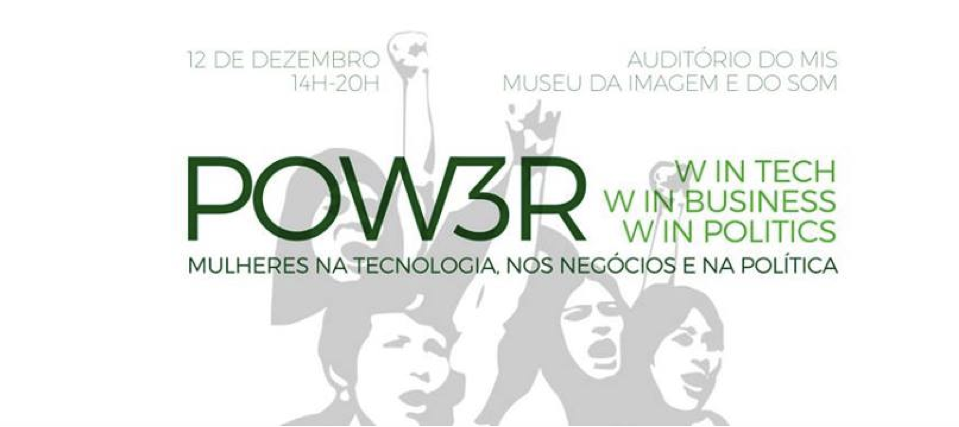 12 DE DEZEMBRO
14H-20H
AUDITÓRIO DO MIS
MUSEU DA IMAGEM E DO SOM
POW3R
W IN TECH
W IN BUSINESS
W IN POLITICS
MULHERES NA TECNOLOGIA, NOS NEGÓCIOS E NA POLÍTICA